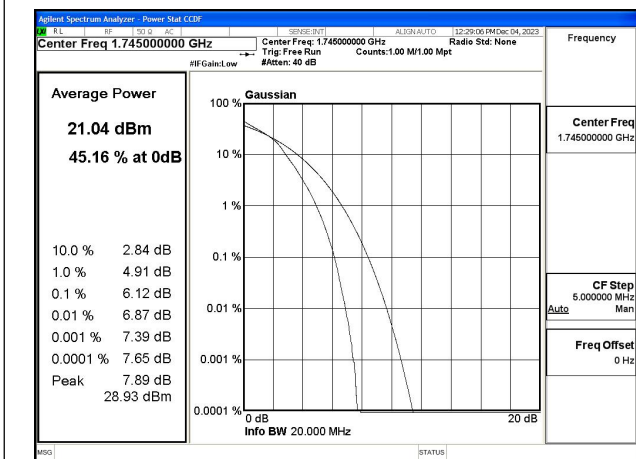 Agilent Spectrum Analyzer - Power Stat CCDF
LXI RL RF 50 Ω AC SENSE:INT ALIGN AUTO 12:29:06 PM Dec 04, 2023
Center Freq 1.745000000 GHz
Center Freq: 1.745000000 GHz Radio Std: None
Trig: Free Run Counts:1.00 M/1.00 Mpt
#IFGain:Low #Atten: 40 dB
Frequency
Average Power
21.04 dBm
45.16 % at 0dB
10.0 % 2.84 dB
1.0 % 4.91 dB
0.1 % 6.12 dB
0.01 % 6.87 dB
0.001 % 7.39 dB
0.0001 % 7.65 dB
Peak 7.89 dB
28.93 dBm
Gaussian
100 %
10 %
1 %
0.1 %
0.01 %
0.001 %
0.0001 %
0 dB 20 dB
Info BW 20.000 MHz
Center Freq
1.745000000 GHz
CF Step
5.000000 MHz
Auto Man
Freq Offset
0 Hz
MSG STATUS